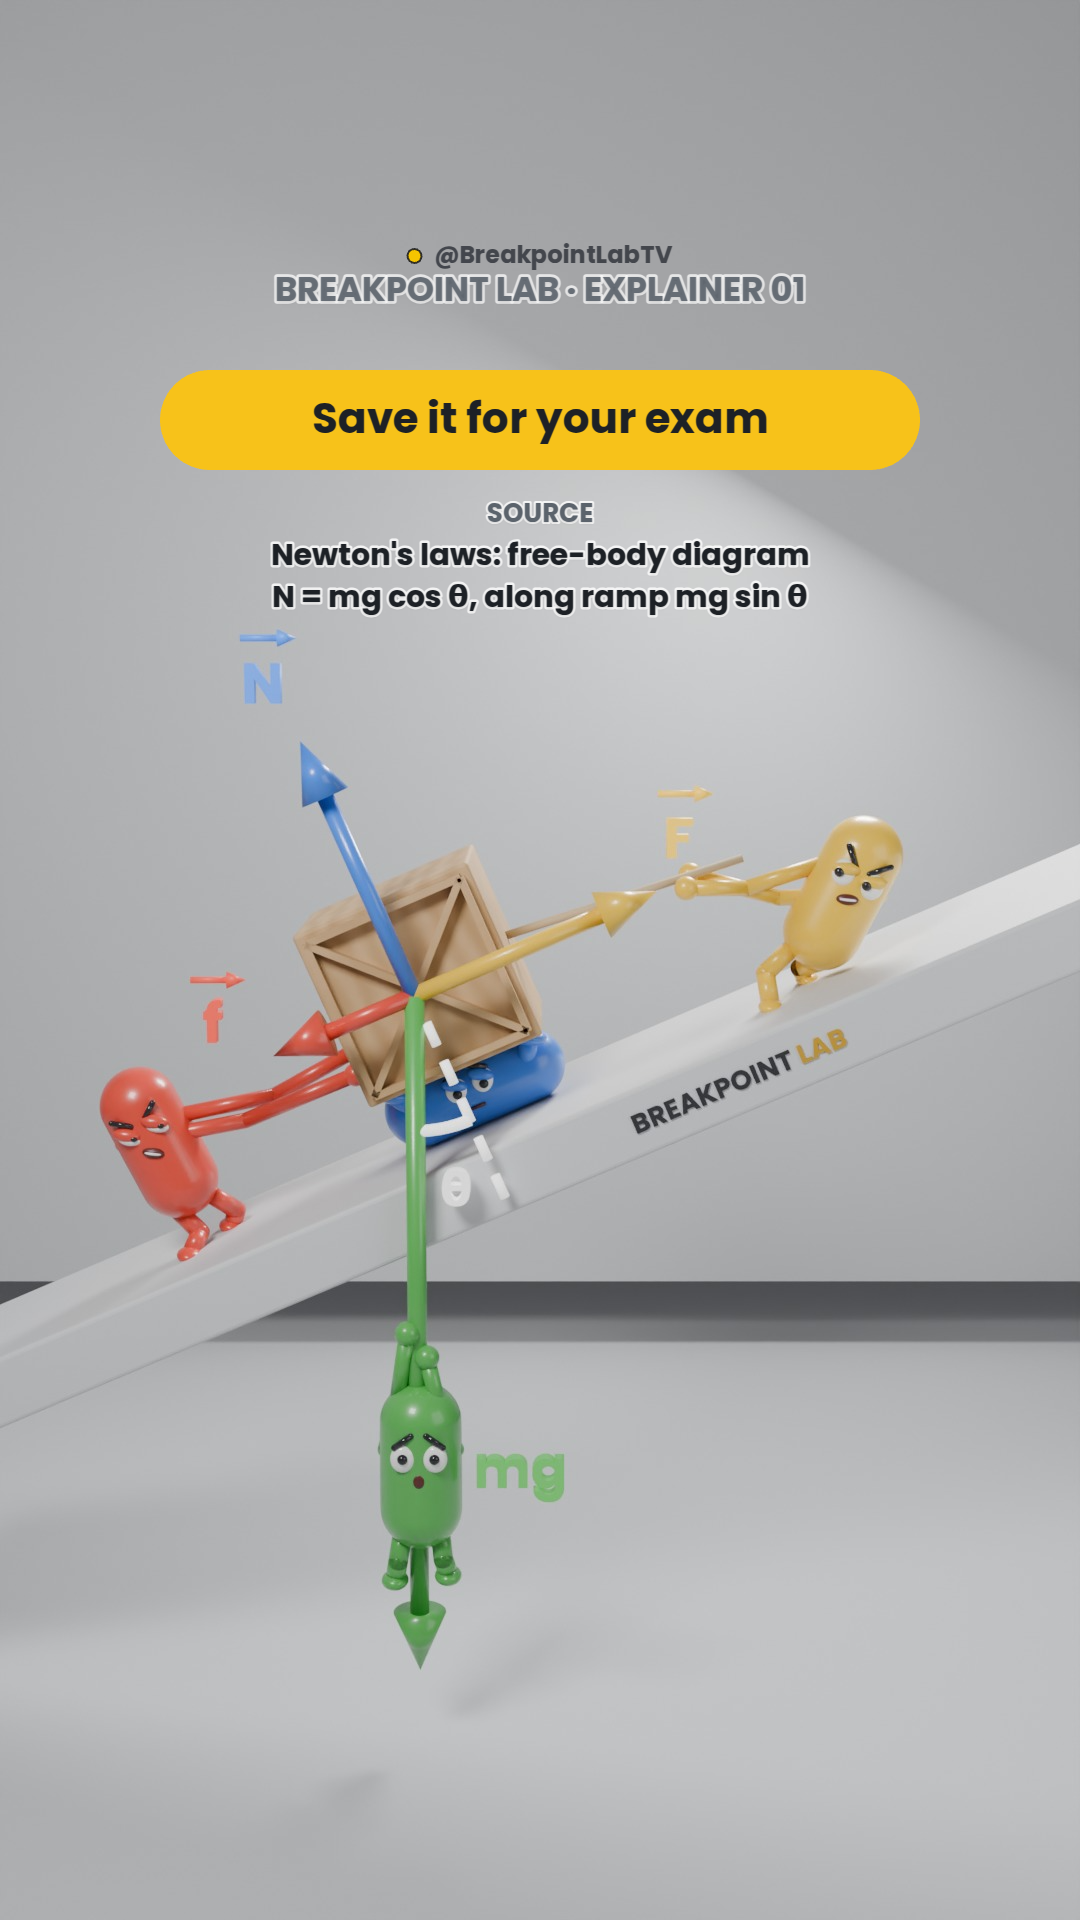 @BreakpointLabTV
BREAKPOINT LAB · EXPLAINER 01
Save it for your exam
SOURCE
Newton's laws: free-body diagram
N = mg cos θ, along ramp mg sin θ
N
F
f
BREAKPOINT LAB
θ
mg